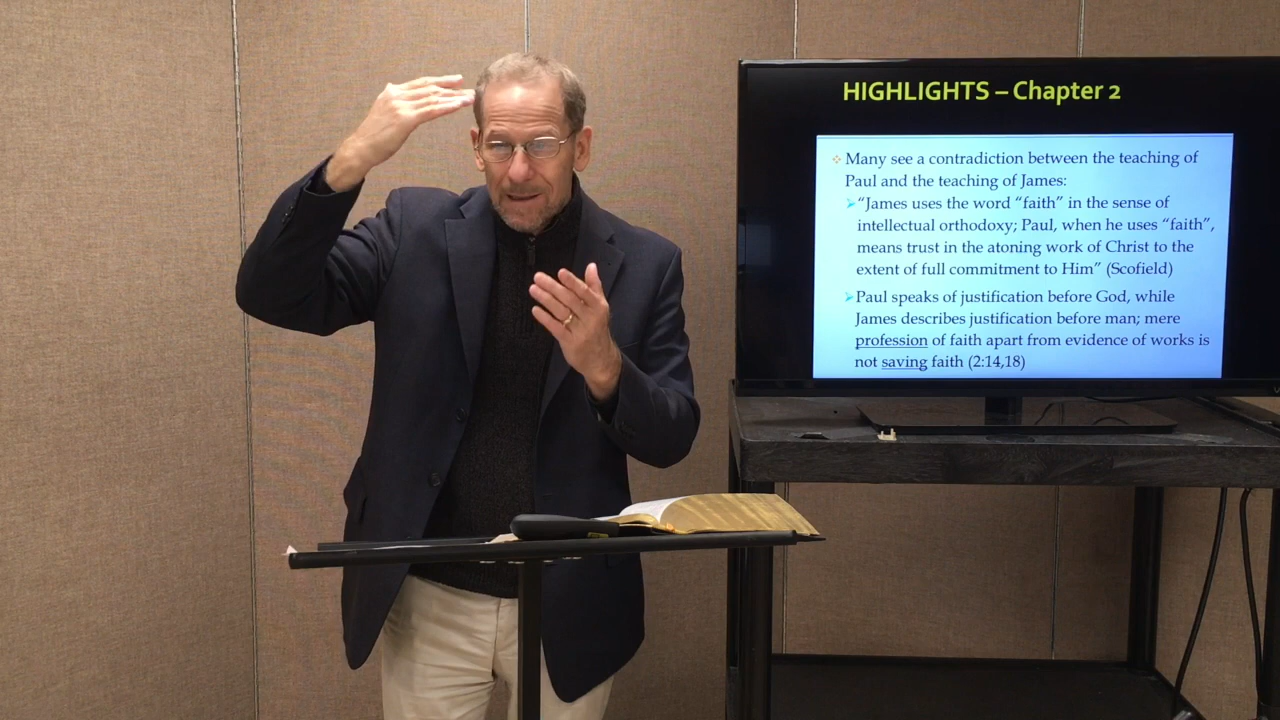 HIGHLIGHTS – Chapter 2
Many see a contradiction between the teaching of
Paul and the teaching of James:
"James uses the word "faith" in the sense of
intellectual orthodoxy; Paul, when he uses "faith",
means trust in the atoning work of Christ to the
extent of full commitment to Him" (Scofield)
Paul speaks of justification before God, while
James describes justification before man; mere
profession of faith apart from evidence of works is
not saving faith (2:14,18)